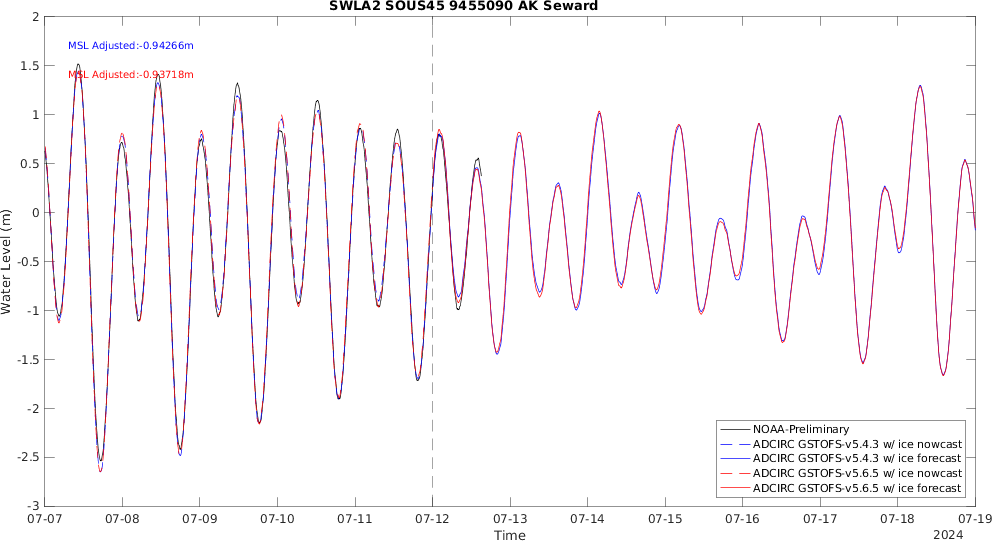 SWLA2 SOUS45 9455090 AK Seward
MSL Adjusted:-0.94266m
MSL Adjusted:-0.93718m
2
1.5
1
0.5
0
-0.5
-1
-1.5
-2
-2.5
-3
Water Level (m)
NOAA-Preliminary
ADCIRC GSTOFS-v5.4.3 w/ ice nowcast
ADCIRC GSTOFS-v5.4.3 w/ ice forecast
ADCIRC GSTOFS-v5.6.5 w/ ice nowcast
ADCIRC GSTOFS-v5.6.5 w/ ice forecast
07-07 07-08 07-09 07-10 07-11 07-12 07-13 07-14 07-15 07-16 07-17 07-18 07-19
Time
2024